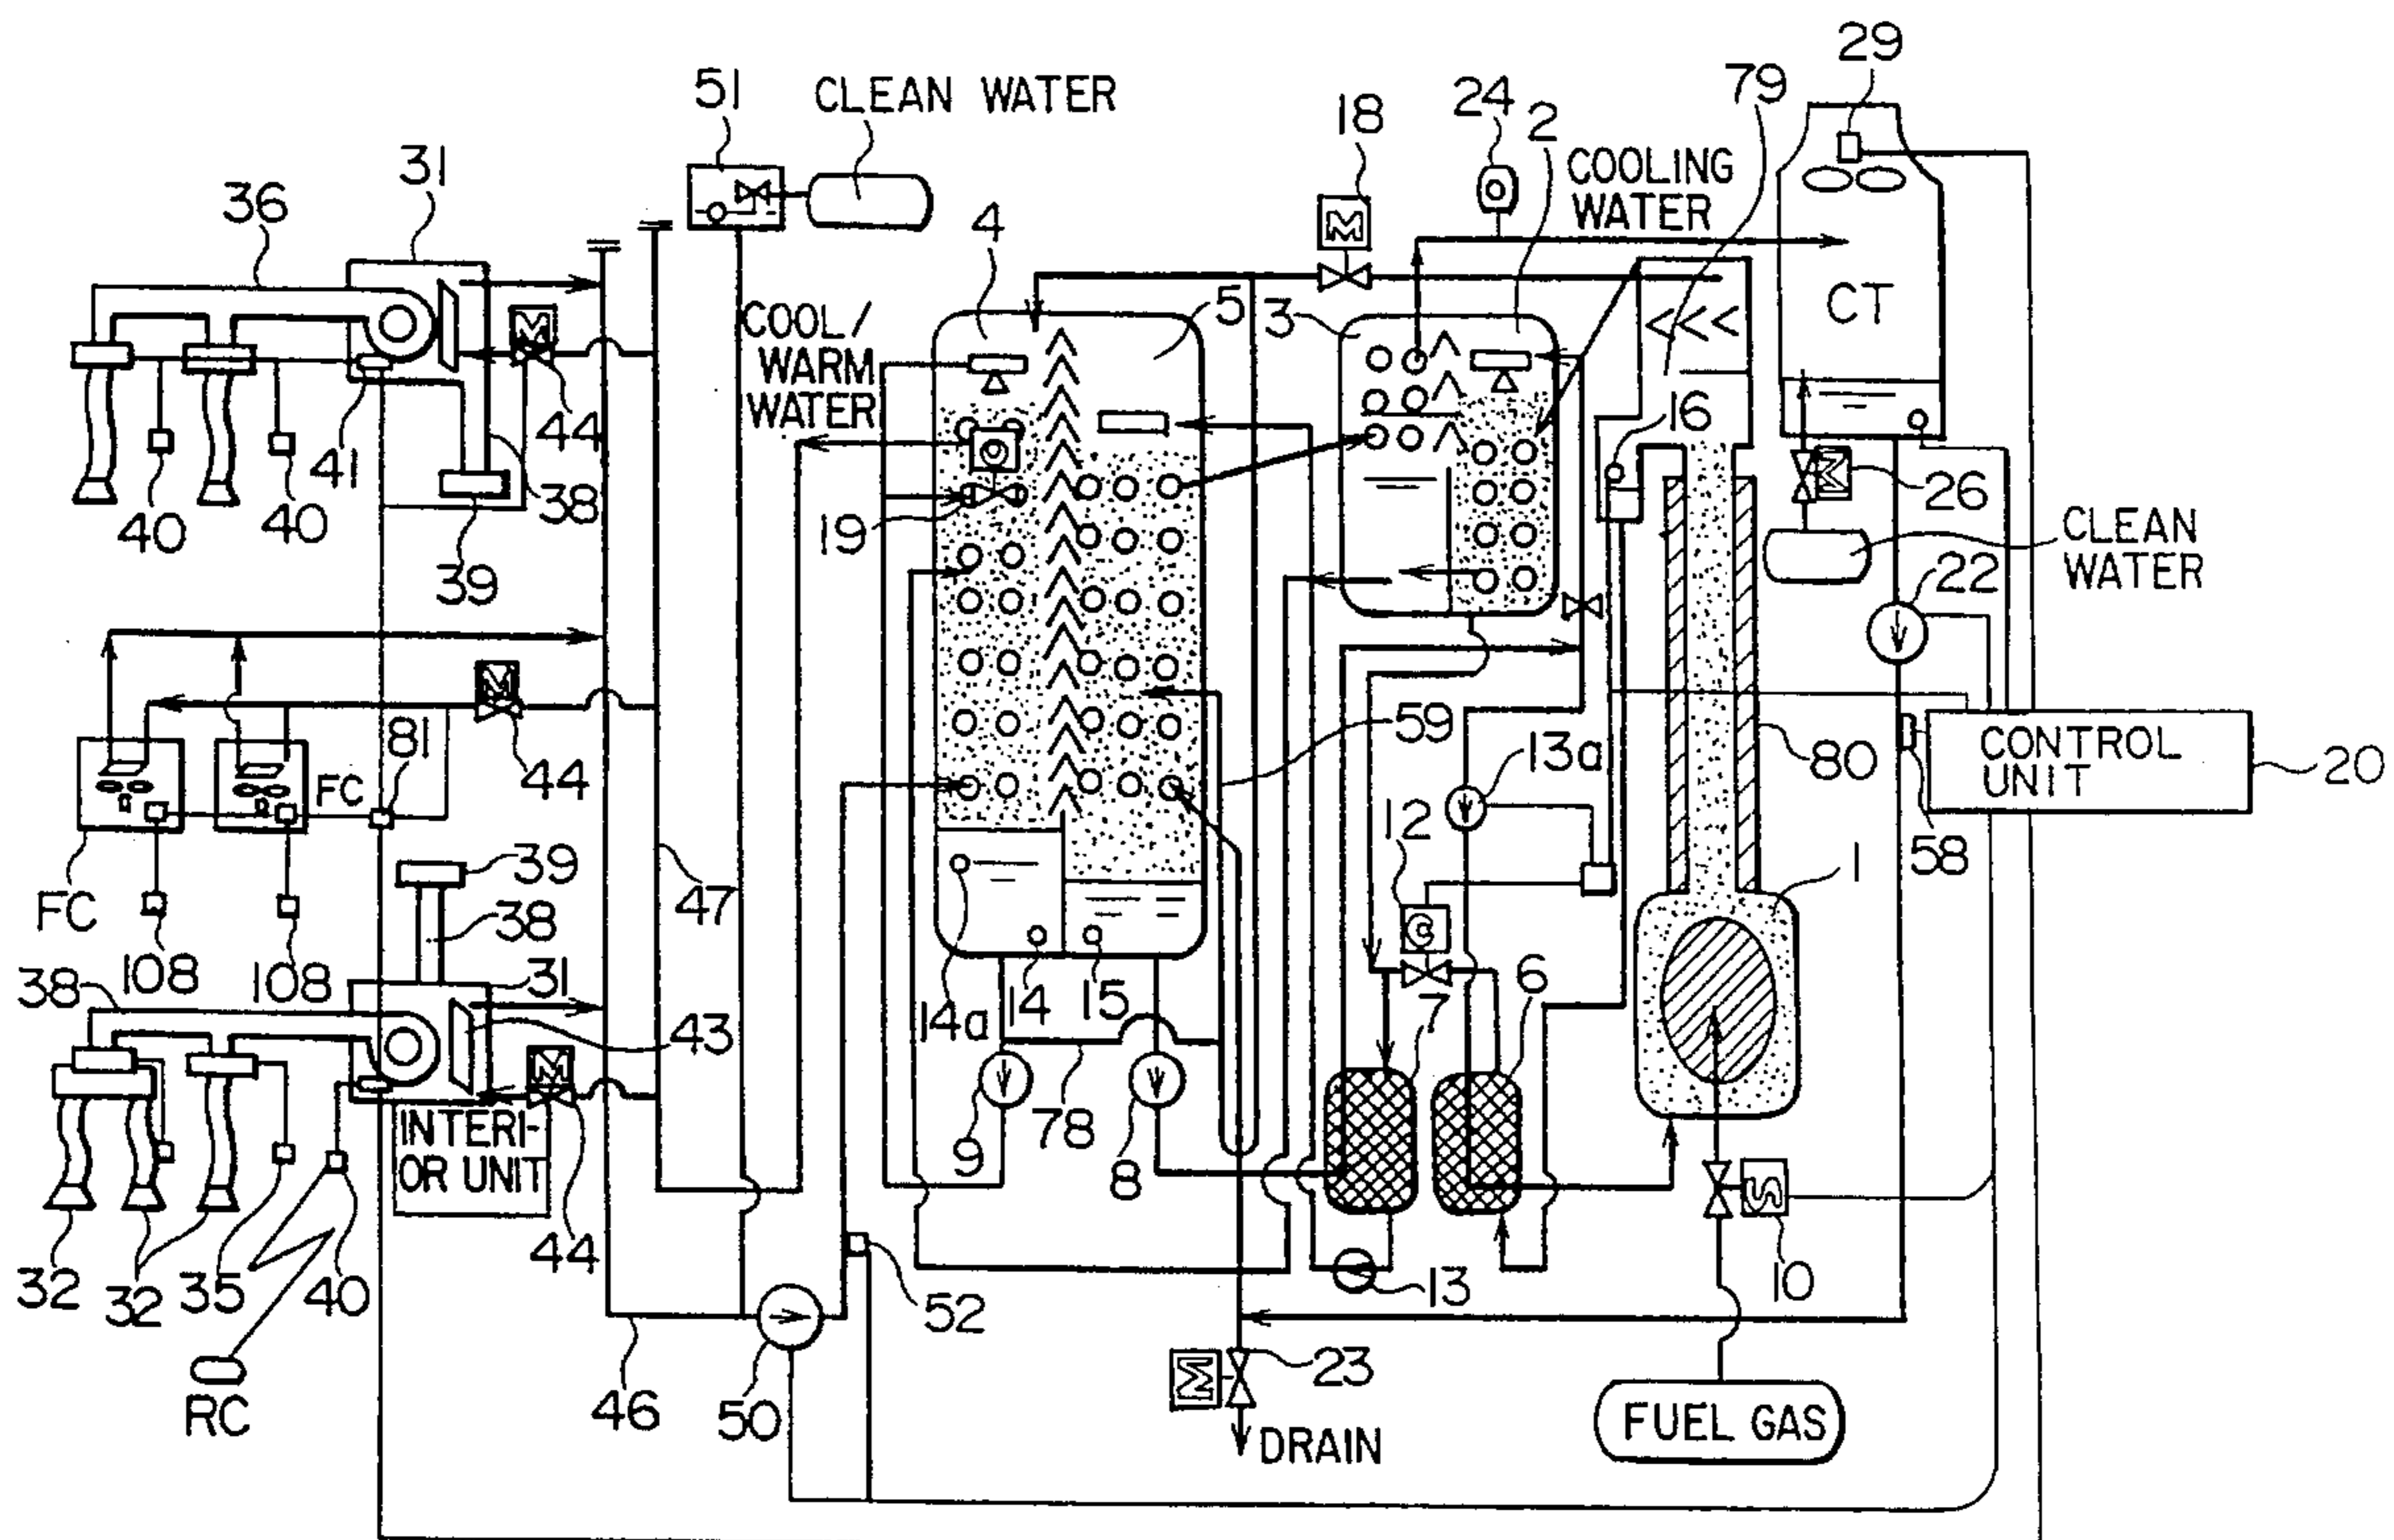 29
79
51
CLEAN WATER
24
2
18
COOLING
WATER
31
36
4
5
3
CT
COOL/
WARM
WATER
M
M
44
16
41
38
40
40
39
19
26
CLEAN
WATER
22
M
59
81
44
FC
13a
80
CONTROL
UNIT
20
12
58
39
47
1
FC
38
108
108
31
38
14a
14
15
7
6
43
M
INTERI-
OR UNIT
9
78
8
44
32
32
35
40
52
13
10
23
RC
46
50
M
DRAIN
FUEL GAS